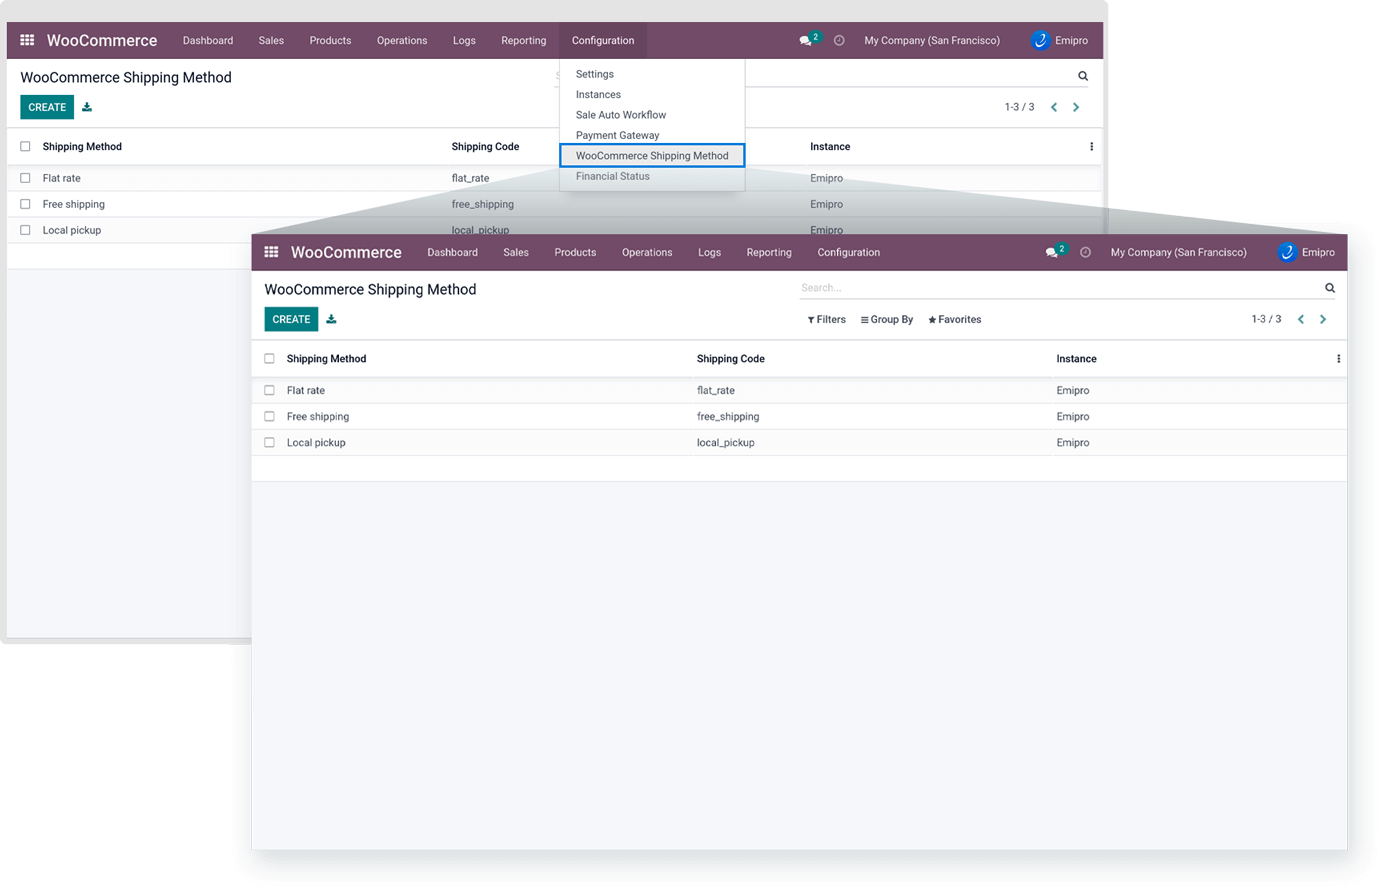 WooCommerce Dashboard Sales Products Operations Logs Reporting Configuration 2 My Company (San Francisco) Emipro
WooCommerce Shipping Method
Settings
CREATE
Instances
1-3 / 3
Sale Auto Workflow
Payment Gateway
Shipping Method Shipping Code Instance
WooCommerce Shipping Method
Flat rate flat_rate Financial Status Emipro
Free shipping free_shipping Emipro
Local pickup local_pickup Emipro
WooCommerce Dashboard Sales Products Operations Logs Reporting Configuration 2 My Company (San Francisco) Emipro
WooCommerce Shipping Method Search...
CREATE Filters Group By Favorites 1-3 / 3
Shipping Method Shipping Code Instance
Flat rate flat_rate Emipro
Free shipping free_shipping Emipro
Local pickup local_pickup Emipro